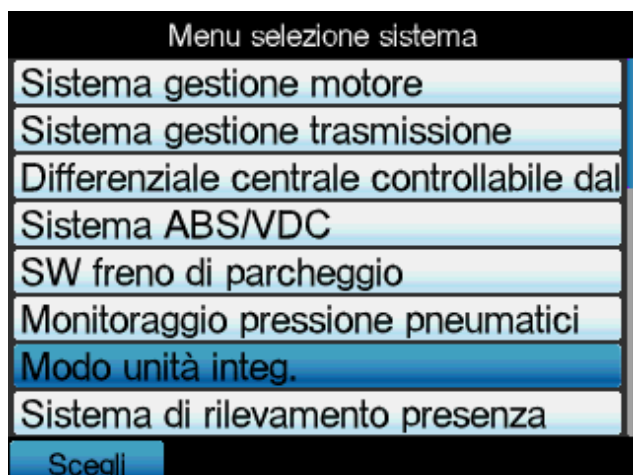 Menu selezione sistema
Sistema gestione motore
Sistema gestione trasmissione
Differenziale centrale controllabile dal
Sistema ABS/VDC
SW freno di parcheggio
Monitoraggio pressione pneumatici
Modo unità integ.
Sistema di rilevamento presenza
Scegli